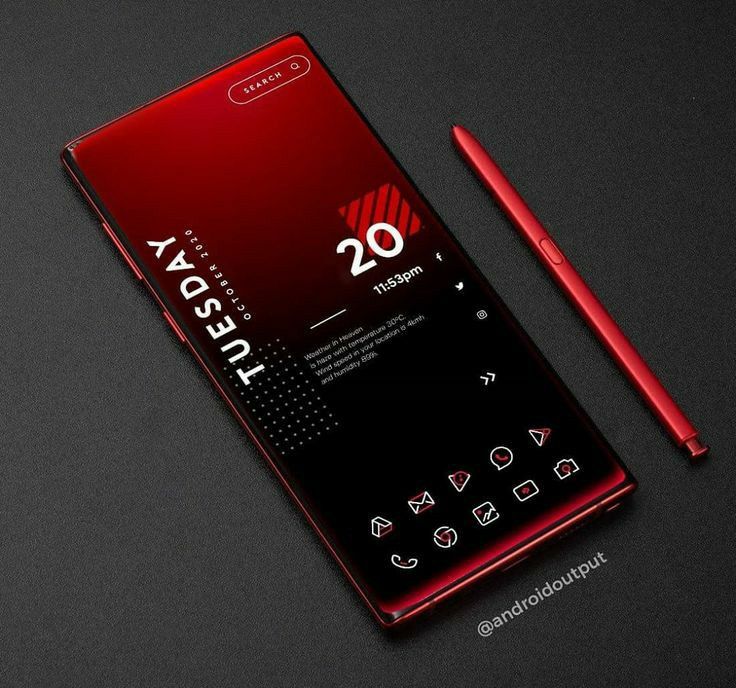 SEARCH
TUESDAY
OCTOBER 2020
20
11:53pm
Weather in Heaven
is haze with temperature 30°C.
Wind speed in your location is 4kmh
and humidity 89%.
@androidoutput